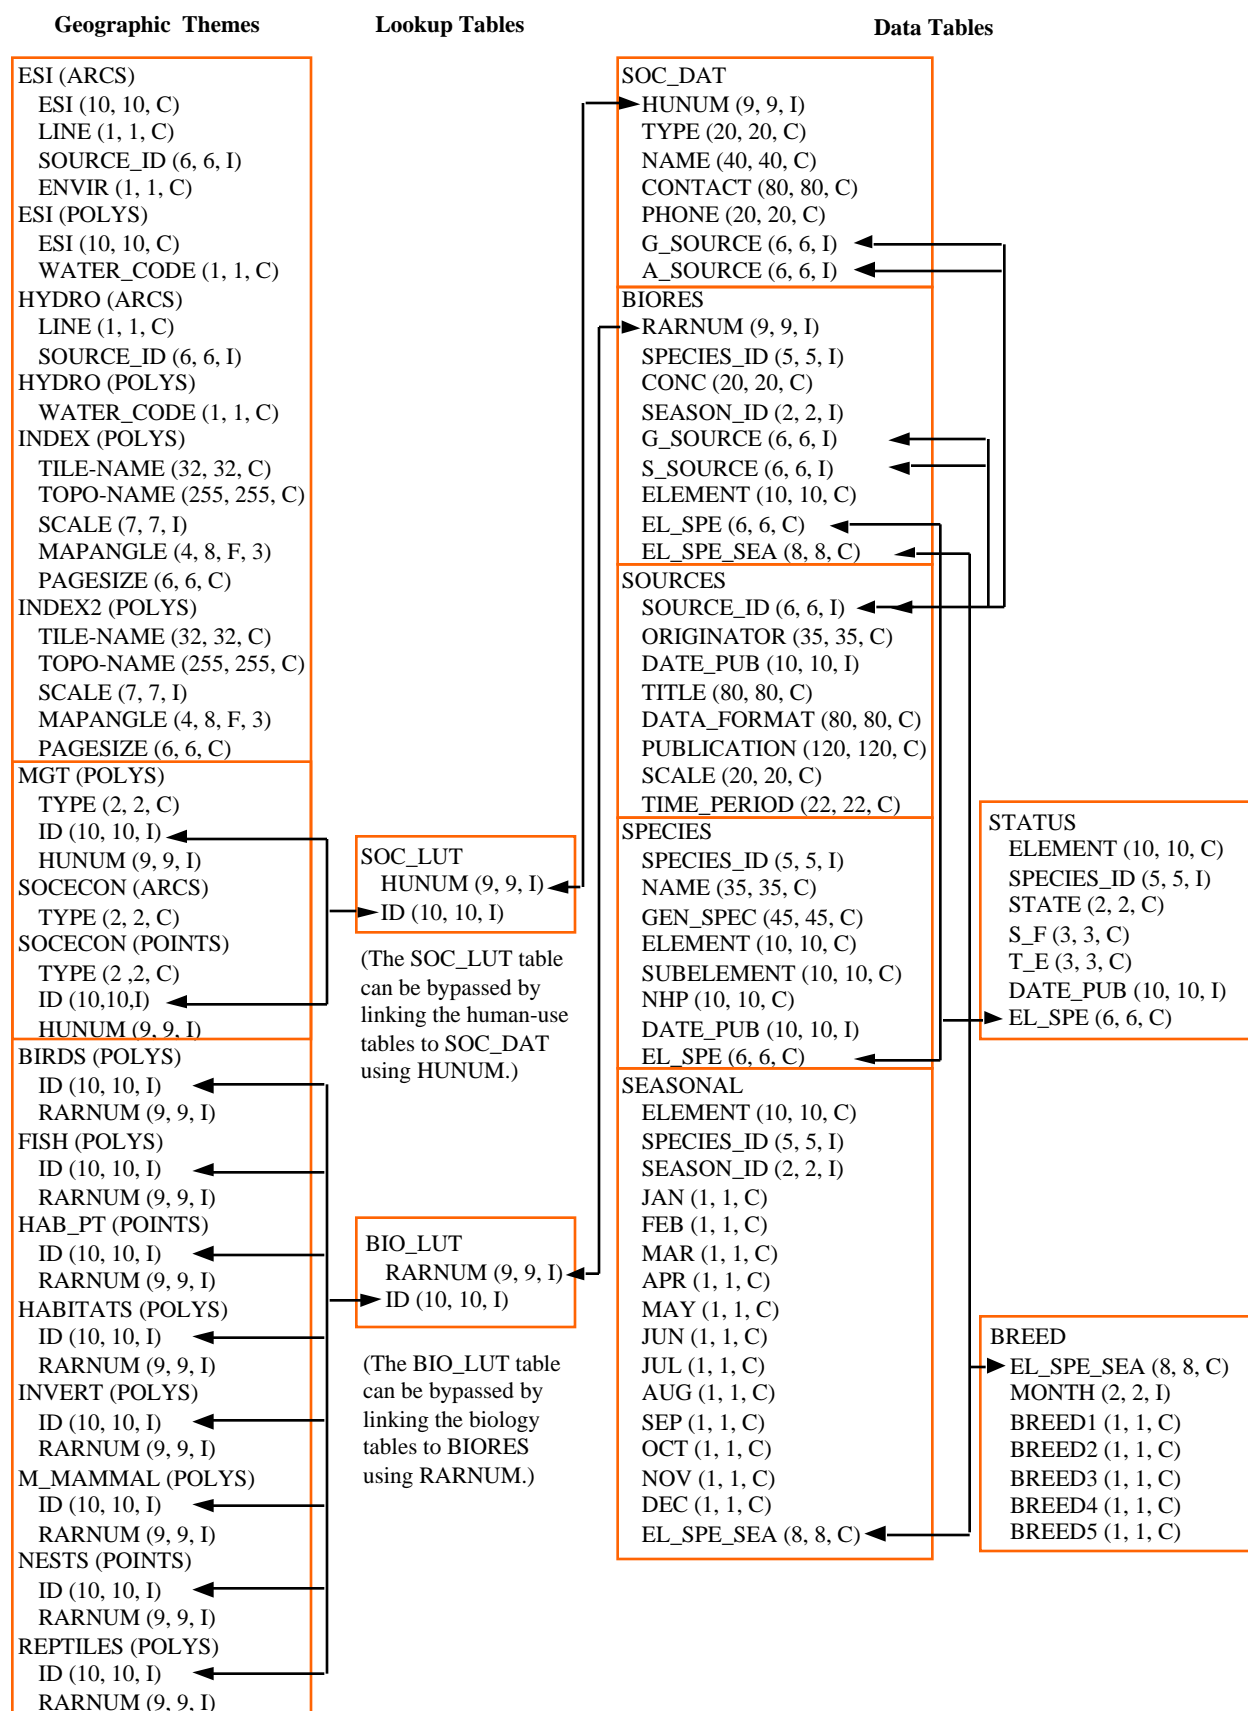 Geographic  Themes
Lookup Tables
Data Tables
ESI (ARCS)
ESI (10, 10, C)
LINE (1, 1, C)
SOURCE_ID (6, 6, I)
ENVIR (1, 1, C)
ESI (POLYS)
ESI (10, 10, C)
WATER_CODE (1, 1, C)
HYDRO (ARCS)
LINE (1, 1, C)
SOURCE_ID (6, 6, I)
HYDRO (POLYS)
WATER_CODE (1, 1, C)
INDEX (POLYS)
TILE-NAME (32, 32, C)
TOPO-NAME (255, 255, C)
SCALE (7, 7, I)
MAPANGLE (4, 8, F, 3)
PAGESIZE (6, 6, C)
INDEX2 (POLYS)
TILE-NAME (32, 32, C)
TOPO-NAME (255, 255, C)
SCALE (7, 7, I)
MAPANGLE (4, 8, F, 3)
PAGESIZE (6, 6, C)
MGT (POLYS)
TYPE (2, 2, C)
ID (10, 10, I)
HUNUM (9, 9, I)
SOCECON (ARCS)
TYPE (2, 2, C)
SOCECON (POINTS)
TYPE (2 ,2, C)
ID (10,10,I)
HUNUM (9, 9, I)
BIRDS (POLYS)
ID (10, 10, I)
RARNUM (9, 9, I)
FISH (POLYS)
ID (10, 10, I)
RARNUM (9, 9, I)
HAB_PT (POINTS)
ID (10, 10, I)
RARNUM (9, 9, I)
HABITATS (POLYS)
ID (10, 10, I)
RARNUM (9, 9, I)
INVERT (POLYS)
ID (10, 10, I)
RARNUM (9, 9, I)
M_MAMMAL (POLYS)
ID (10, 10, I)
RARNUM (9, 9, I)
NESTS (POINTS)
ID (10, 10, I)
RARNUM (9, 9, I)
REPTILES (POLYS)
ID (10, 10, I)
RARNUM (9, 9, I)
SOC_LUT
HUNUM (9, 9, I)
ID (10, 10, I)
(The SOC_LUT table
can be bypassed by
linking the human-use
tables to SOC_DAT
using HUNUM.)
BIO_LUT
RARNUM (9, 9, I)
ID (10, 10, I)
(The BIO_LUT table
can be bypassed by
linking the biology
tables to BIORES
using RARNUM.)
SOC_DAT
HUNUM (9, 9, I)
TYPE (20, 20, C)
NAME (40, 40, C)
CONTACT (80, 80, C)
PHONE (20, 20, C)
G_SOURCE (6, 6, I)
A_SOURCE (6, 6, I)
BIORES
RARNUM (9, 9, I)
SPECIES_ID (5, 5, I)
CONC (20, 20, C)
SEASON_ID (2, 2, I)
G_SOURCE (6, 6, I)
S_SOURCE (6, 6, I)
ELEMENT (10, 10, C)
EL_SPE (6, 6, C)
EL_SPE_SEA (8, 8, C)
SOURCES
SOURCE_ID (6, 6, I)
ORIGINATOR (35, 35, C)
DATE_PUB (10, 10, I)
TITLE (80, 80, C)
DATA_FORMAT (80, 80, C)
PUBLICATION (120, 120, C)
SCALE (20, 20, C)
TIME_PERIOD (22, 22, C)
SPECIES
SPECIES_ID (5, 5, I)
NAME (35, 35, C)
GEN_SPEC (45, 45, C)
ELEMENT (10, 10, C)
SUBELEMENT (10, 10, C)
NHP (10, 10, C)
DATE_PUB (10, 10, I)
EL_SPE (6, 6, C)
SEASONAL
ELEMENT (10, 10, C)
SPECIES_ID (5, 5, I)
SEASON_ID (2, 2, I)
JAN (1, 1, C)
FEB (1, 1, C)
MAR (1, 1, C)
APR (1, 1, C)
MAY (1, 1, C)
JUN (1, 1, C)
JUL (1, 1, C)
AUG (1, 1, C)
SEP (1, 1, C)
OCT (1, 1, C)
NOV (1, 1, C)
DEC (1, 1, C)
EL_SPE_SEA (8, 8, C)
STATUS
ELEMENT (10, 10, C)
SPECIES_ID (5, 5, I)
STATE (2, 2, C)
S_F (3, 3, C)
T_E (3, 3, C)
DATE_PUB (10, 10, I)
EL_SPE (6, 6, C)
BREED
EL_SPE_SEA (8, 8, C)
MONTH (2, 2, I)
BREED1 (1, 1, C)
BREED2 (1, 1, C)
BREED3 (1, 1, C)
BREED4 (1, 1, C)
BREED5 (1, 1, C)